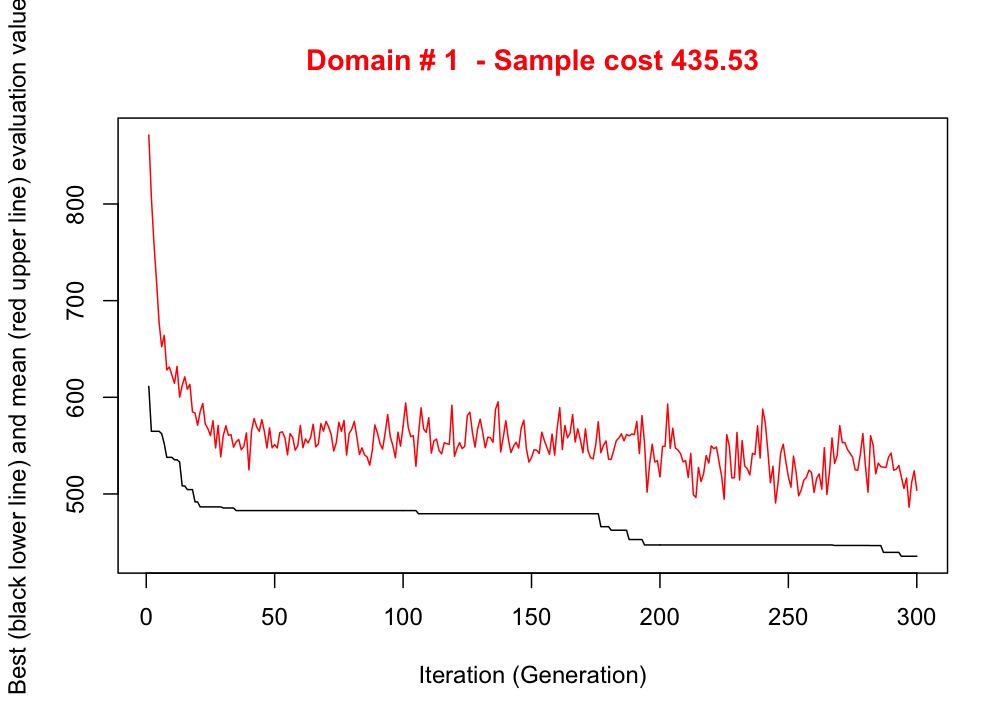 Domain # 1 - Sample cost 435.53
Best (black lower line) and mean (red upper line) evaluation value
800
700
600
500
0 50 100 150 200 250 300
Iteration (Generation)